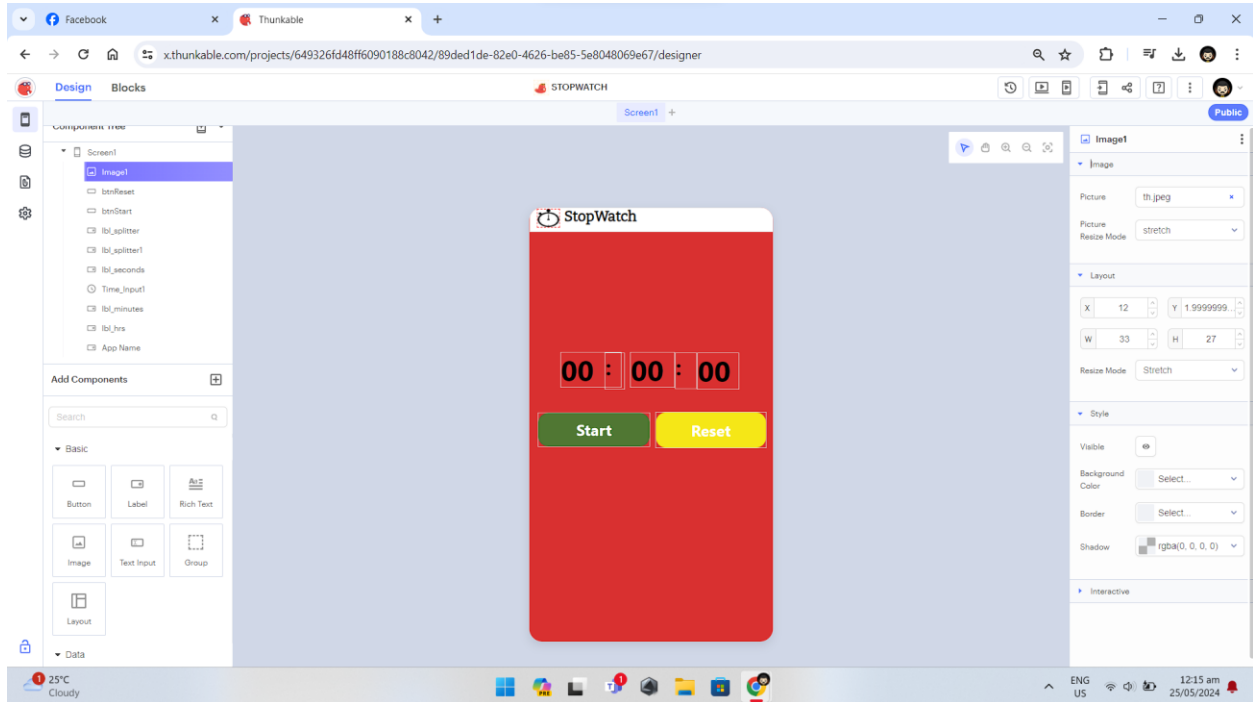 Facebook
Thunkable
x.thunkable.com/projects/649326fd48ff6090188c8042/89ded1de-82e0-4626-be85-5e8048069e67/designer
Design Blocks
STOPWATCH
Screen1 +
Public
Component Tree
Screen1
Image1
btnReset
btnStart
lbl_splitter
lbl_splitter1
lbl_seconds
Time_Input1
lbl_minutes
lbl_hrs
App Name
Add Components
Search
Basic
Button Label Rich Text
Image Text Input Group
Layout
Data
StopWatch
00 : 00 : 00
Start Reset
Image1
Image
Picture th.jpeg
Picture
Resize Mode stretch
Layout
X 12 Y 1.9999999...
W 33 H 27
Resize Mode Stretch
Style
Visible
Background
Color Select...
Border Select...
Shadow rgba(0, 0, 0, 0)
Interactive
1
25°C
Cloudy
PRE
1
ENG
US
12:15 am
25/05/2024